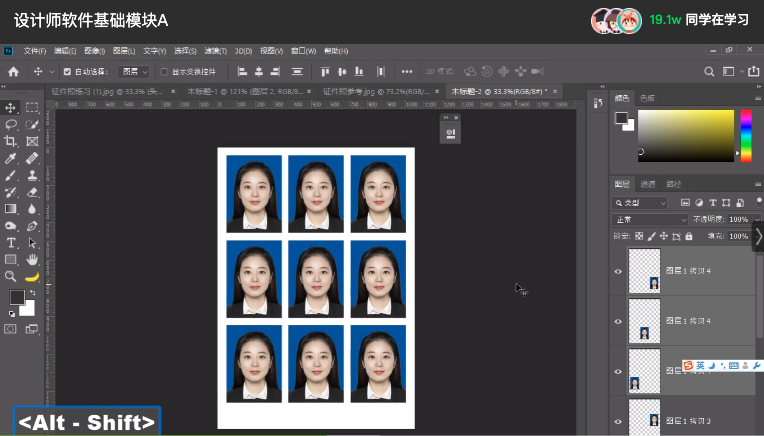 设计师软件基础模块A
19.1w 同学在学习
文件(F) 编辑(E) 图像(I) 图层(L) 文字(Y) 选择(S) 滤镜(T) 3D(D) 视图(V) 窗口(W) 帮助(H)
自动选择: 图层 显示变换控件 3D 模式:
证件照练习 (1).jpg @ 33.3% (头... × 未标题-1 @ 121% (图层 2, RGB/8... × 证件照参考.jpg @ 73.2%(RGB/... × 未标题-2 @ 33.3%(RGB/8#) * ×
颜色 色板
图层 通道 路径
类型
正常 不透明度: 100%
锁定: 填充: 100%
图层 1 拷贝 4
图层 1 拷贝 4
图层
英
图层 1 拷贝 3
<Alt - Shift>